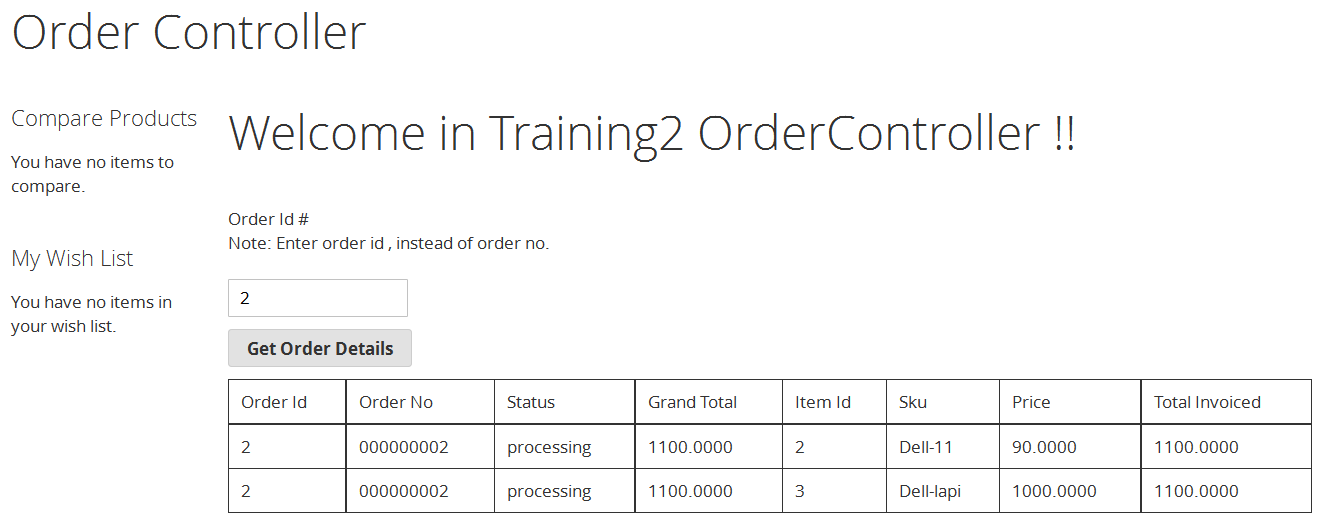 Order Controller
Compare Products
You have no items to
compare.
My Wish List
You have no items in
your wish list.
Welcome in Training2 OrderController !!
Order Id #
Note: Enter order id , instead of order no.
2
Get Order Details
Order Id Order No Status Grand Total Item Id Sku Price Total Invoiced
2 000000002 processing 1100.0000 2 Dell-11 90.0000 1100.0000
2 000000002 processing 1100.0000 3 Dell-lapi 1000.0000 1100.0000